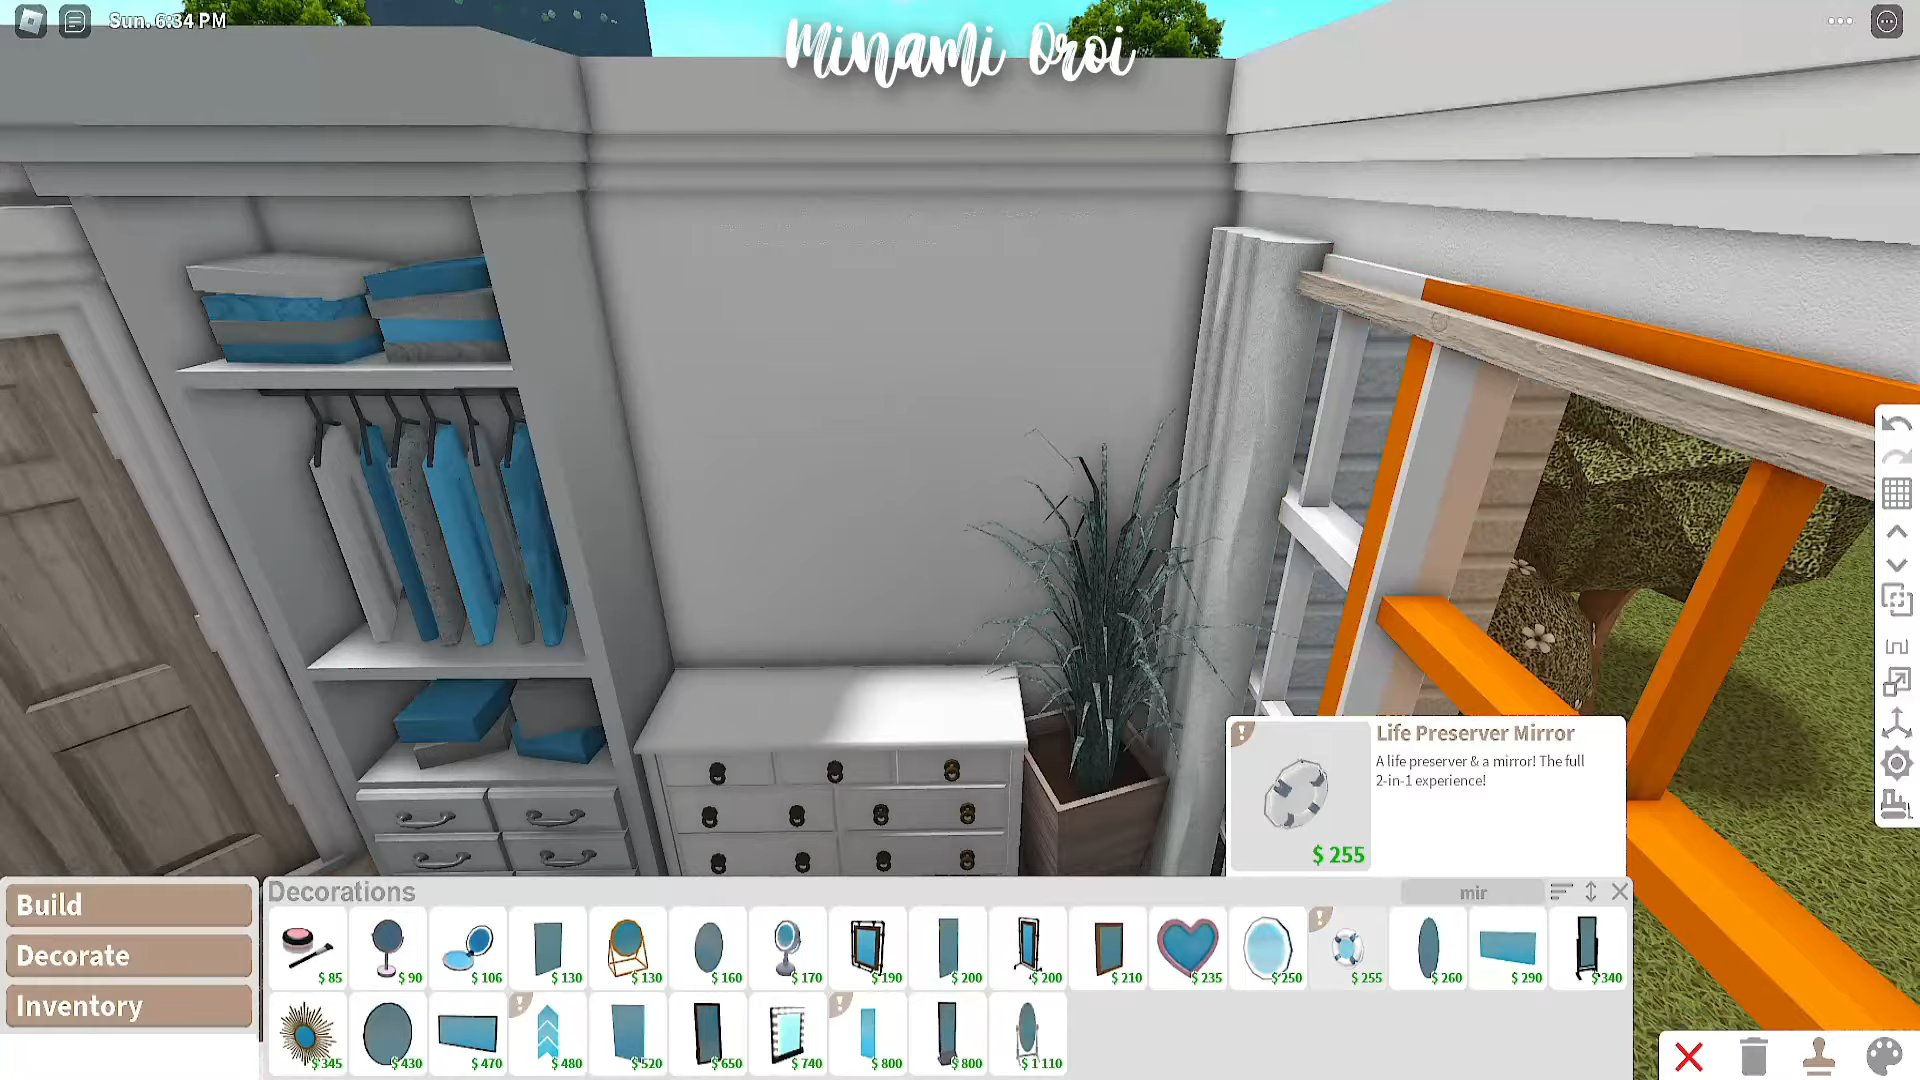 Sun. 6:34 PM
Minami Oroi
Life Preserver Mirror
A life preserver & a mirror! The full
2-in-1 experience!
$ 255
Build
Decorate
Inventory
Decorations
mir
$ 85
$ 90
$ 106
$ 130
$ 130
$ 160
$ 170
$ 190
$ 200
$ 200
$ 210
$ 235
$ 250
$ 255
$ 260
$ 290
$ 340
$ 345
$ 430
$ 470
$ 480
$ 520
$ 650
$ 740
$ 800
$ 800
$ 1 110